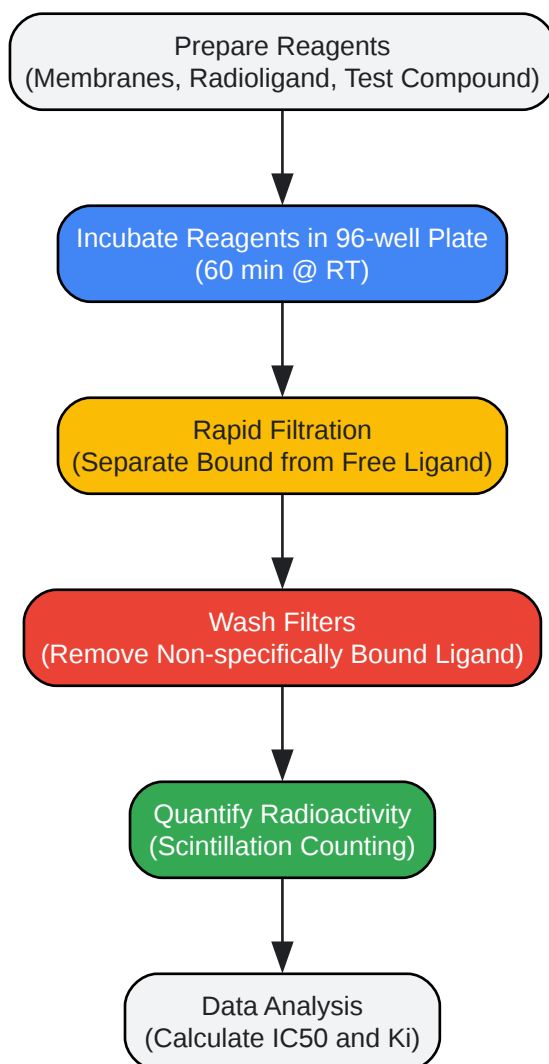 Prepare Reagents
(Membranes, Radioligand, Test Compound)
Incubate Reagents in 96-well Plate
(60 min @ RT)
Rapid Filtration
(Separate Bound from Free Ligand)
Wash Filters
(Remove Non-specifically Bound Ligand)
Quantify Radioactivity
(Scintillation Counting)
Data Analysis
(Calculate IC50 and Ki)